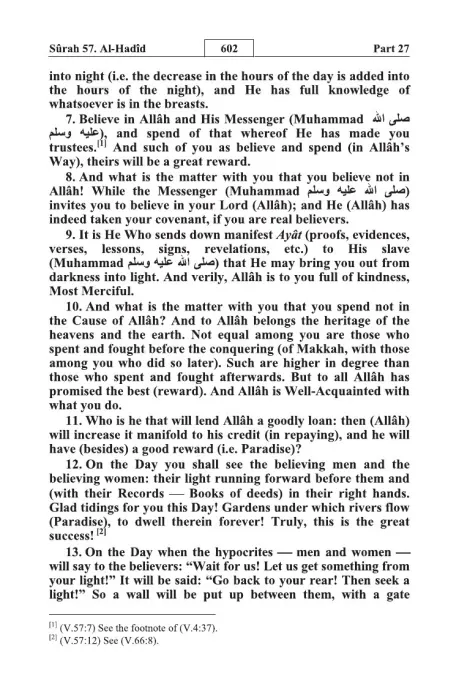 Sûrah 57. Al-Hadîd 602 Part 27
into night (i.e. the decrease in the hours of the day is added into
the hours of the night), and He has full knowledge of
whatsoever is in the breasts.
7. Believe in Allâh and His Messenger (Muhammad صلى الله
عليه وسلم), and spend of that whereof He has made you
trustees.[1] And such of you as believe and spend (in Allâh’s
Way), theirs will be a great reward.
8. And what is the matter with you that you believe not in
Allâh! While the Messenger (Muhammad صلى الله عليه وسلم)
invites you to believe in your Lord (Allâh); and He (Allâh) has
indeed taken your covenant, if you are real believers.
9. It is He Who sends down manifest Ayât (proofs, evidences,
verses, lessons, signs, revelations, etc.) to His slave
(Muhammad صلى الله عليه وسلم) that He may bring you out from
darkness into light. And verily, Allâh is to you full of kindness,
Most Merciful.
10. And what is the matter with you that you spend not in
the Cause of Allâh? And to Allâh belongs the heritage of the
heavens and the earth. Not equal among you are those who
spent and fought before the conquering (of Makkah, with those
among you who did so later). Such are higher in degree than
those who spent and fought afterwards. But to all Allâh has
promised the best (reward). And Allâh is Well-Acquainted with
what you do.
11. Who is he that will lend Allâh a goodly loan: then (Allâh)
will increase it manifold to his credit (in repaying), and he will
have (besides) a good reward (i.e. Paradise)?
12. On the Day you shall see the believing men and the
believing women: their light running forward before them and
(with their Records — Books of deeds) in their right hands.
Glad tidings for you this Day! Gardens under which rivers flow
(Paradise), to dwell therein forever! Truly, this is the great
success! [2]
13. On the Day when the hypocrites — men and women —
will say to the believers: “Wait for us! Let us get something from
your light!” It will be said: “Go back to your rear! Then seek a
light!” So a wall will be put up between them, with a gate
[1] (V.57:7) See the footnote of (V.4:37).
[2] (V.57:12) See (V.66:8).